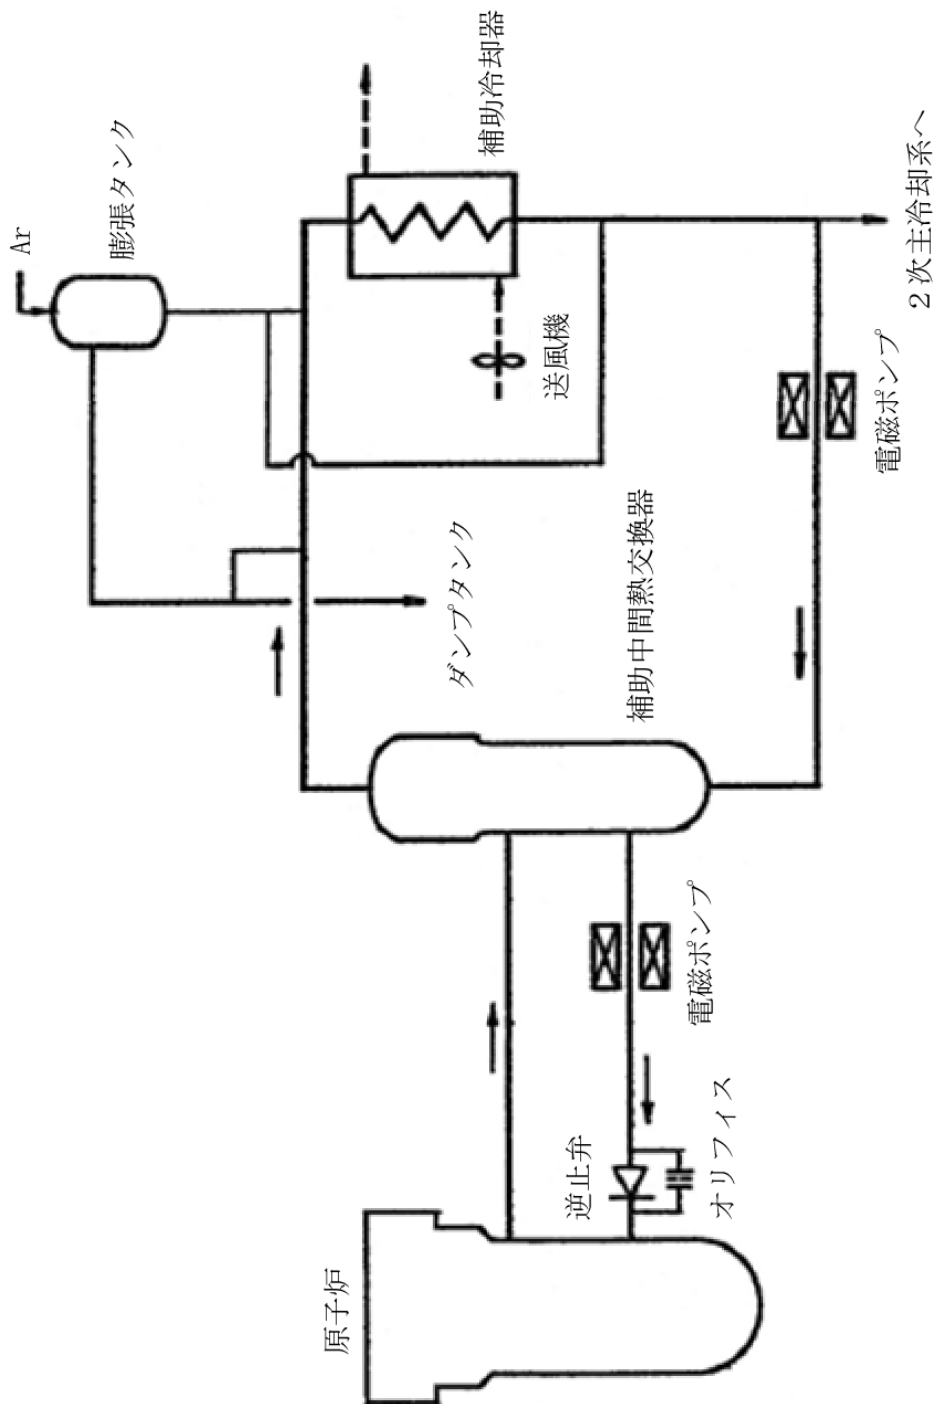 原子炉
逆止弁
オリフィス
電磁ポンプ
補助中間熱交換器
ダンプタンク
電磁ポンプ
送風機
補助冷却器
膨張タンク
Ar
２次主冷却系へ